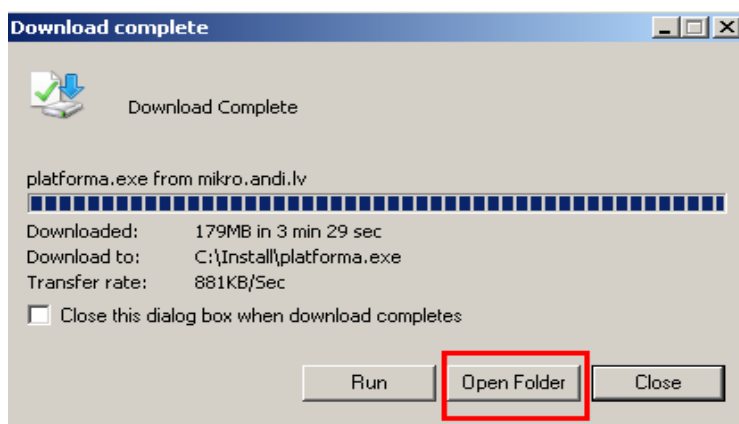 Download complete
Download Complete
platforma.exe from mikro.andi.lv
Downloaded: 179MB in 3 min 29 sec
Download to: C:\Install\platforma.exe
Transfer rate: 881KB/Sec
Close this dialog box when download completes
Run Open Folder Close